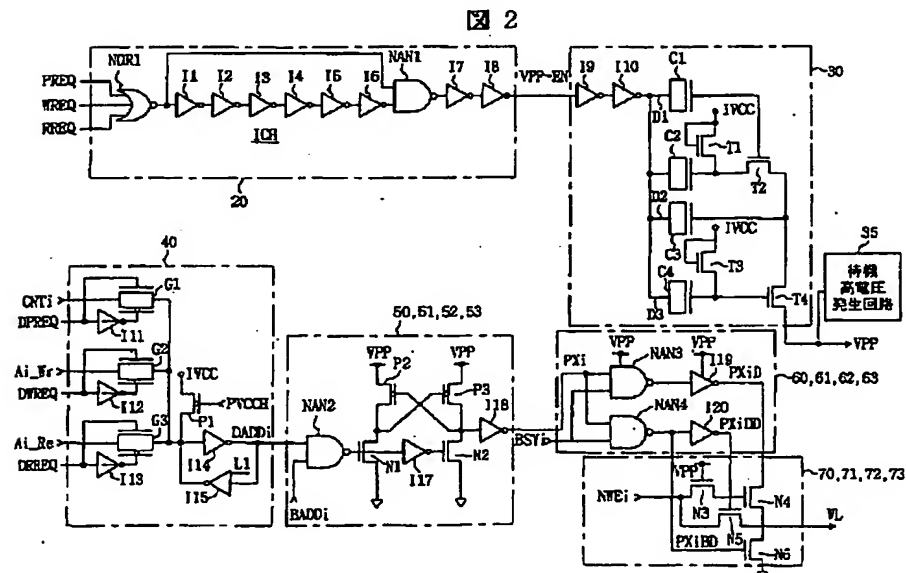 図 2
NOR1
PREQ
WREQ
RREQ
I1
I2
I3
I4
I5
I6
NAN1
I7
I8
ICH
20
VPP-EN
I9
I10
C1
30
D1
IVCC
T1
C2
T2
D2
IVCC
C3
T3
C4
D3
T4
35
待機
高電圧
発生回路
VPP
40
CNTi
G1
DPREQ
I11
Ai_Wr
G2
DWREQ
I12
IVCC
PVCCH
P1
Ai_Re
G3
DRREQ
I13
I14
DADDi
L1
I15
50,51,52,53
VPP
VPP
P2
P3
NAN2
N1
I17
N2
I18
BADDi
PXi
VPP
NAN3
VPP
I19
PXiD
NAN4
I20
PXiDD
BSYi
60,61,62,63
70,71,72,73
VPP
NWEi
N3
N4
N5
WL
PXiBD
N6